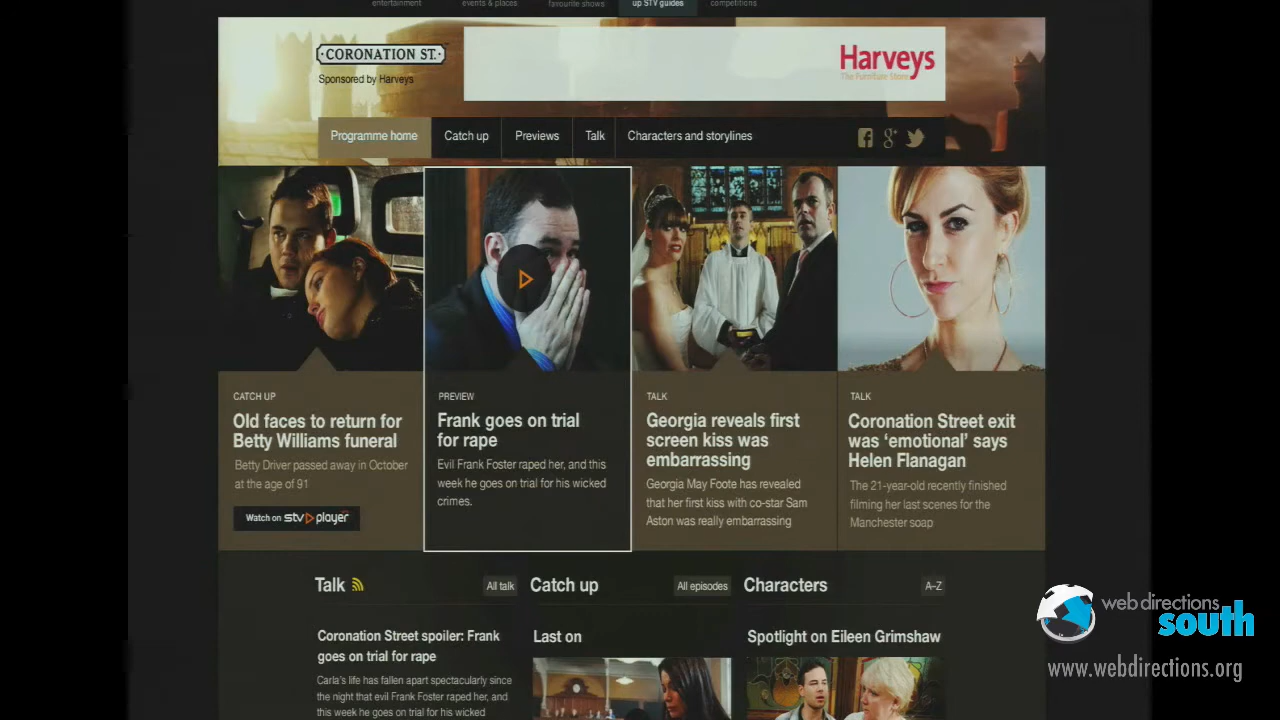 entertainment events & places favourite shows up STV guides competitions
CORONATION ST.
Sponsored by Harveys
Harveys
The Furniture Store
Programme home Catch up Previews Talk Characters and storylines
CATCH UP
Old faces to return for
Betty Williams funeral
Betty Driver passed away in October
at the age of 91
Watch on stv player
PREVIEW
Frank goes on trial
for rape
Evil Frank Foster raped her, and this
week he goes on trial for his wicked
crimes.
TALK
Georgia reveals first
screen kiss was
embarrassing
Georgia May Foote has revealed
that her first kiss with co-star Sam
Aston was really embarrassing
TALK
Coronation Street exit
was ‘emotional’ says
Helen Flanagan
The 21-year-old recently finished
filming her last scenes for the
Manchester soap
Talk All talk
Coronation Street spoiler: Frank
goes on trial for rape
Carla's life has fallen apart spectacularly since
the night that evil Frank Foster raped her, and
this week he goes on trial for his wicked
Catch up All episodes
Last on
Characters A–Z
Spotlight on Eileen Grimshaw
web directions
south
www.webdirections.org